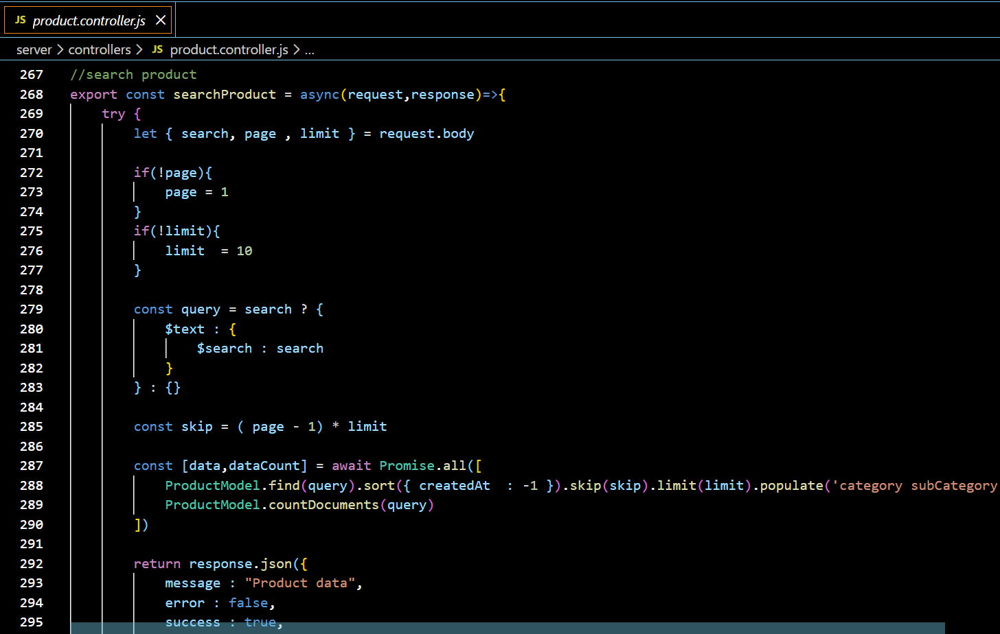 JS product.controller.js
server > controllers > JS product.controller.js > ...
267 //search product
268 export const searchProduct = async(request,response)=>{
269     try {
270         let { search, page , limit } = request.body
271
272         if(!page){
273             page = 1
274         }
275         if(!limit){
276             limit  = 10
277         }
278
279         const query = search ? {
280             $text : {
281                 $search : search
282             }
283         } : {}
284
285         const skip = ( page - 1) * limit
286
287         const [data,dataCount] = await Promise.all([
288             ProductModel.find(query).sort({ createdAt  : -1 }).skip(skip).limit(limit).populate('category subCategory
289             ProductModel.countDocuments(query)
290         ])
291
292         return response.json({
293             message : "Product data",
294             error : false,
295             success : true,